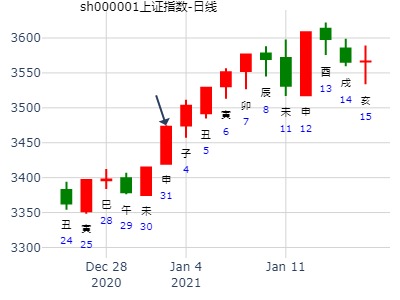 sh000001上证指数-日线
3600
3550
3500
3450
3400
3350
3300
丑
24
寅
25
巳
28
午
29
未
30
申
31
子
4
丑
5
寅
6
卯
7
辰
8
未
11
申
12
酉
13
戌
14
亥
15
Dec 28
2020
Jan 4
2021
Jan 11